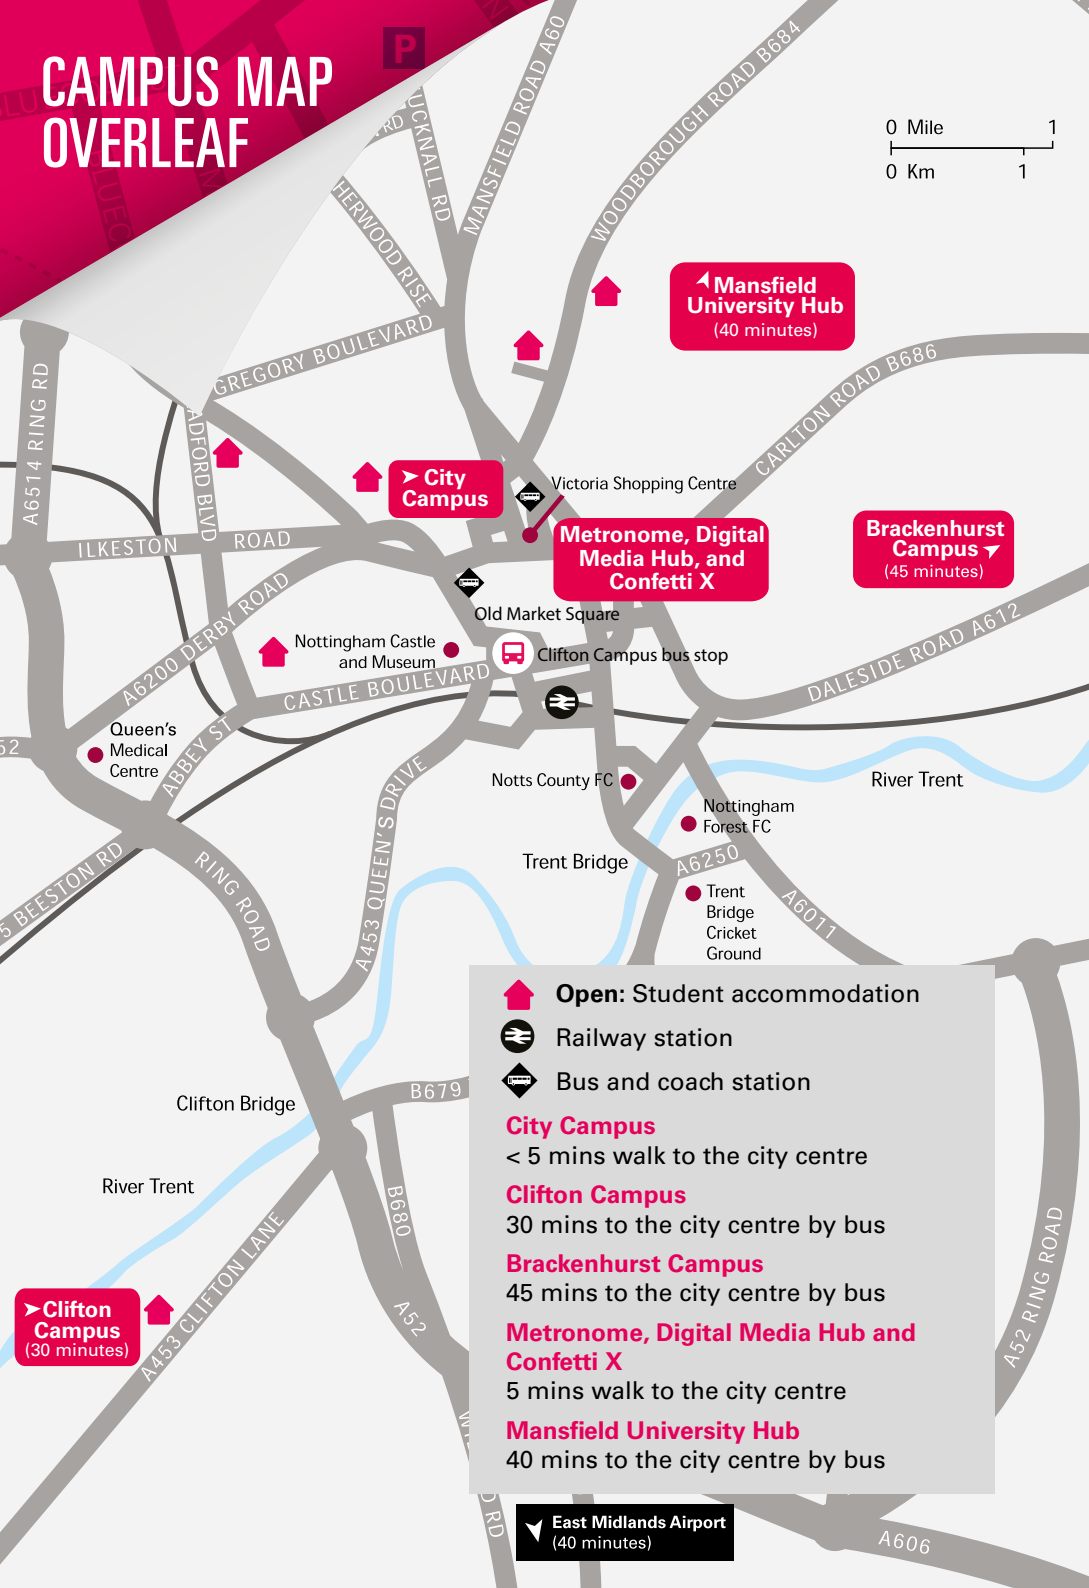 CAMPUS MAP
OVERLEAF
P
MANSFIELD ROAD A60
WOODBOROUGH ROAD B684
0 Mile 1
0 Km 1
Mansfield
University Hub
(40 minutes)
GREGORY BOULEVARD
A6514 RING RD
CARLTON ROAD B686
City
Campus
Victoria Shopping Centre
Metronome, Digital
Media Hub, and
Confetti X
Brackenhurst
Campus
(45 minutes)
ILKESTON ROAD
Old Market Square
A6200 DERBY ROAD
Nottingham Castle
and Museum
Clifton Campus bus stop
CASTLE BOULEVARD
DALESIDE ROAD A612
ABBEY ST
Queen's
Medical
Centre
Notts County FC
River Trent
Nottingham
Forest FC
Trent Bridge
A6250
RING ROAD
A453 QUEEN'S DRIVE
BEESTON RD
Trent
Bridge
Cricket
Ground
A6011
Open: Student accommodation
Railway station
Bus and coach station
City Campus
< 5 mins walk to the city centre
Clifton Campus
30 mins to the city centre by bus
Brackenhurst Campus
45 mins to the city centre by bus
Metronome, Digital Media Hub and
Confetti X
5 mins walk to the city centre
Mansfield University Hub
40 mins to the city centre by bus
B679
Clifton Bridge
River Trent
B680
A453 CLIFTON LANE
Clifton
Campus
(30 minutes)
A52
A52 RING ROAD
RD
East Midlands Airport
(40 minutes)
A606